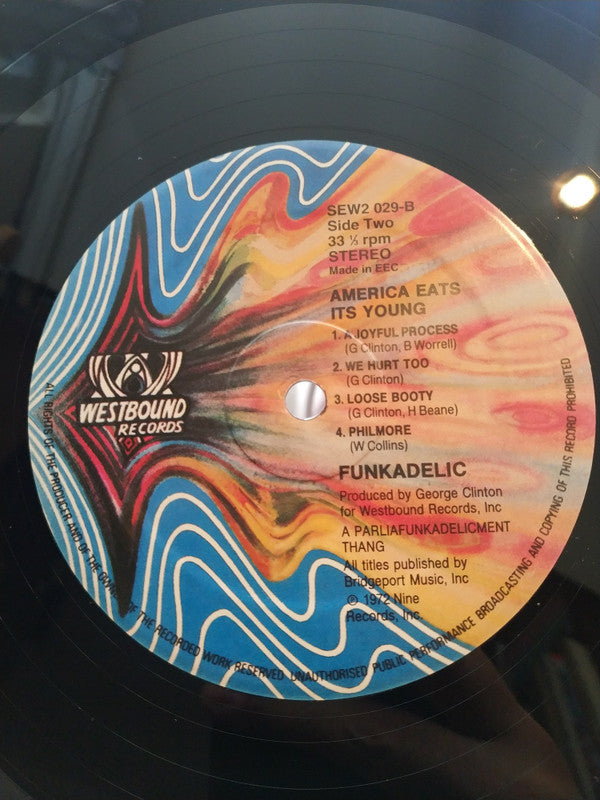 SEW2 029-B
Side Two
33 ⅓ rpm
STEREO
Made in EEC
AMERICA EATS
ITS YOUNG
1. A JOYFUL PROCESS
(G Clinton, B Worrell)
2. WE HURT TOO
(G Clinton)
3. LOOSE BOOTY
(G Clinton, H Beane)
4. PHILMORE
(W Collins)
FUNKADELIC
Produced by George Clinton
for Westbound Records, Inc
A PARLIAFUNKADELICMENT
THANG
All titles published by
Bridgeport Music, Inc
℗ 1972 Nine
Records, Inc.
WESTBOUND
RECORDS
ALL RIGHTS OF THE PRODUCER AND OF THE OWNER OF THE RECORDED WORK RESERVED UNAUTHORISED PUBLIC PERFORMANCE BROADCASTING AND COPYING OF THIS RECORD PROHIBITED